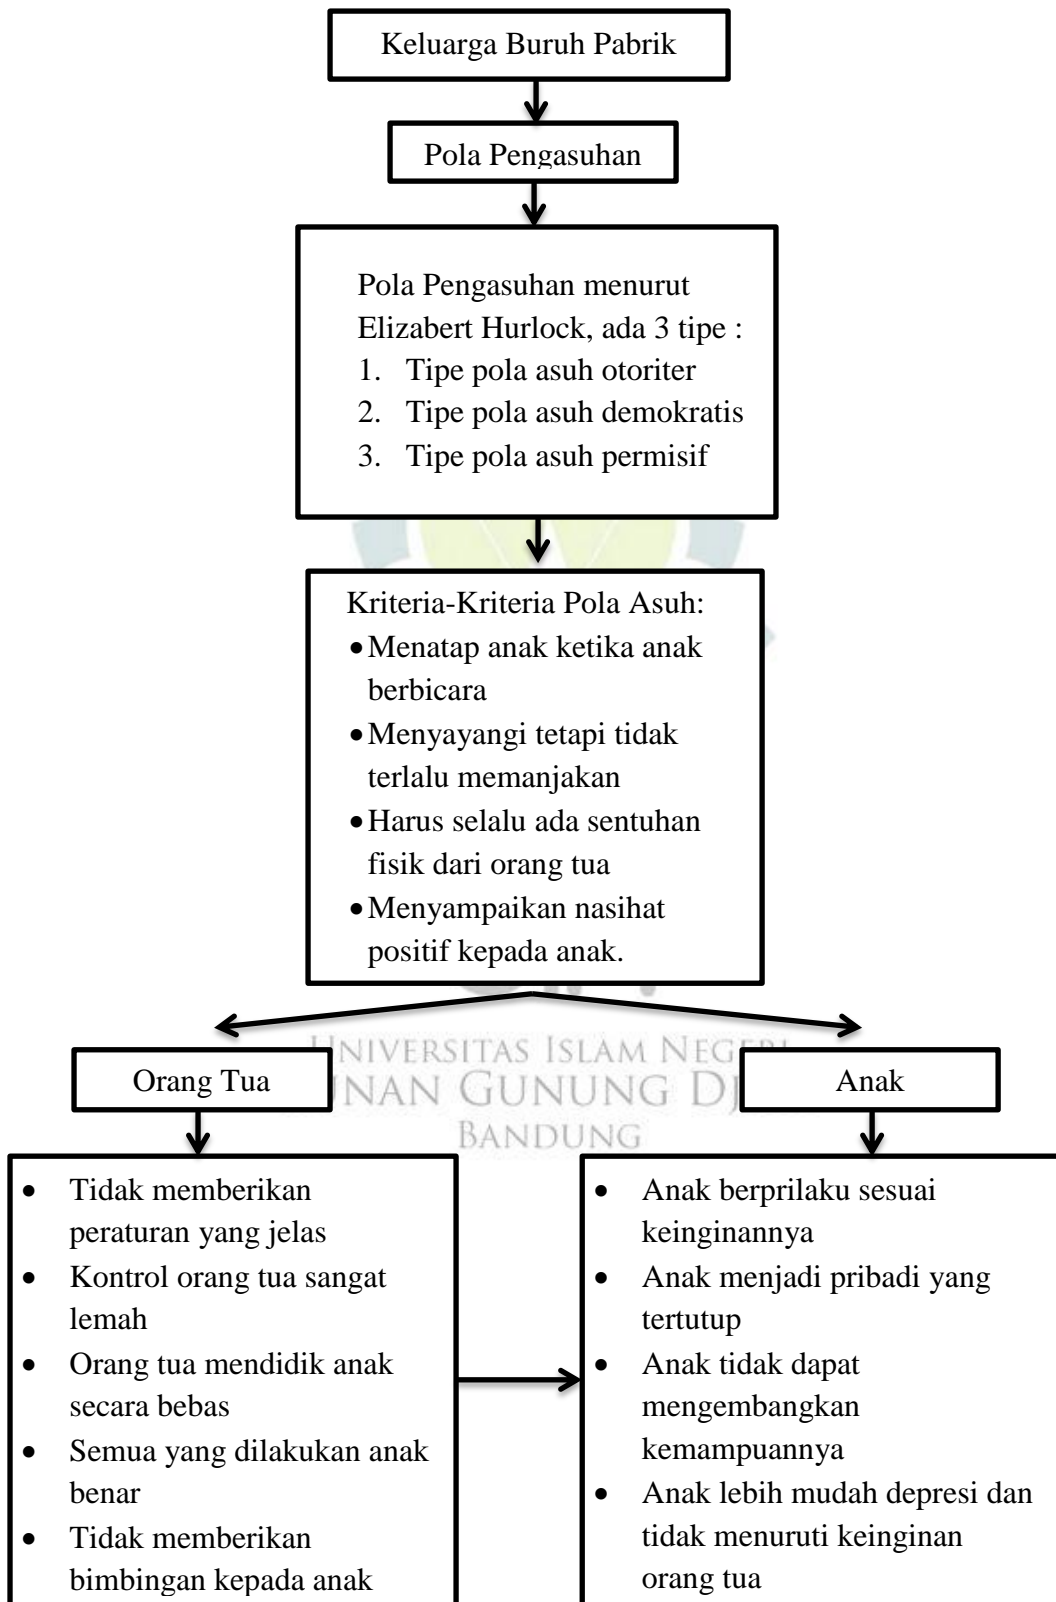 Keluarga Buruh Pabrik
Pola Pengasuhan
Pola Pengasuhan menurut
Elizabert Hurlock, ada 3 tipe :
1. Tipe pola asuh otoriter
2. Tipe pola asuh demokratis
3. Tipe pola asuh permisif
Kriteria-Kriteria Pola Asuh:
•Menatap anak ketika anak
berbicara
•Menyayangi tetapi tidak
terlalu memanjakan
•Harus selalu ada sentuhan
fisik dari orang tua
•Menyampaikan nasihat
positif kepada anak.
UNIVERSITAS ISLAM NEGERI
GUNUNG
BANDUNG
Orang Tua
Anak
• Tidak memberikan
peraturan yang jelas
• Kontrol orang tua sangat
lemah
• Orang tua mendidik anak
secara bebas
• Semua yang dilakukan anak
benar
• Tidak memberikan
bimbingan kepada anak
• Anak berprilaku sesuai
keinginannya
• Anak menjadi pribadi yang
tertutup
• Anak tidak dapat
mengembangkan
kemampuannya
• Anak lebih mudah depresi dan
tidak menuruti keinginan
orang tua